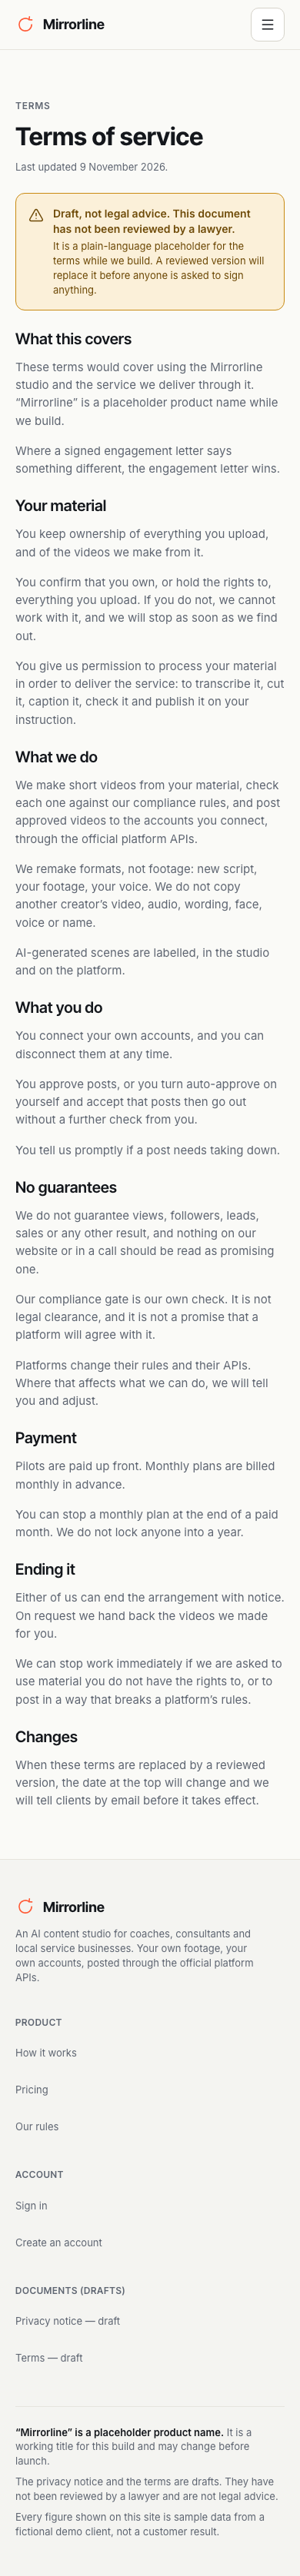 Mirrorline
TERMS
Terms of service
Last updated 9 November 2026.
Draft, not legal advice. This document
has not been reviewed by a lawyer.
It is a plain-language placeholder for the
terms while we build. A reviewed version will
replace it before anyone is asked to sign
anything.
What this covers
These terms would cover using the Mirrorline
studio and the service we deliver through it.
“Mirrorline” is a placeholder product name while
we build.
Where a signed engagement letter says
something different, the engagement letter wins.
Your material
You keep ownership of everything you upload,
and of the videos we make from it.
You confirm that you own, or hold the rights to,
everything you upload. If you do not, we cannot
work with it, and we will stop as soon as we find
out.
You give us permission to process your material
in order to deliver the service: to transcribe it, cut
it, caption it, check it and publish it on your
instruction.
What we do
We make short videos from your material, check
each one against our compliance rules, and post
approved videos to the accounts you connect,
through the official platform APIs.
We remake formats, not footage: new script,
your footage, your voice. We do not copy
another creator’s video, audio, wording, face,
voice or name.
AI-generated scenes are labelled, in the studio
and on the platform.
What you do
You connect your own accounts, and you can
disconnect them at any time.
You approve posts, or you turn auto-approve on
yourself and accept that posts then go out
without a further check from you.
You tell us promptly if a post needs taking down.
No guarantees
We do not guarantee views, followers, leads,
sales or any other result, and nothing on our
website or in a call should be read as promising
one.
Our compliance gate is our own check. It is not
legal clearance, and it is not a promise that a
platform will agree with it.
Platforms change their rules and their APIs.
Where that affects what we can do, we will tell
you and adjust.
Payment
Pilots are paid up front. Monthly plans are billed
monthly in advance.
You can stop a monthly plan at the end of a paid
month. We do not lock anyone into a year.
Ending it
Either of us can end the arrangement with notice.
On request we hand back the videos we made
for you.
We can stop work immediately if we are asked to
use material you do not have the rights to, or to
post in a way that breaks a platform’s rules.
Changes
When these terms are replaced by a reviewed
version, the date at the top will change and we
will tell clients by email before it takes effect.
Mirrorline
An AI content studio for coaches, consultants and
local service businesses. Your own footage, your
own accounts, posted through the official platform
APIs.
PRODUCT
How it works
Pricing
Our rules
ACCOUNT
Sign in
Create an account
DOCUMENTS (DRAFTS)
Privacy notice — draft
Terms — draft
“Mirrorline” is a placeholder product name. It is a
working title for this build and may change before
launch.
The privacy notice and the terms are drafts. They have
not been reviewed by a lawyer and are not legal advice.
Every figure shown on this site is sample data from a
fictional demo client, not a customer result.